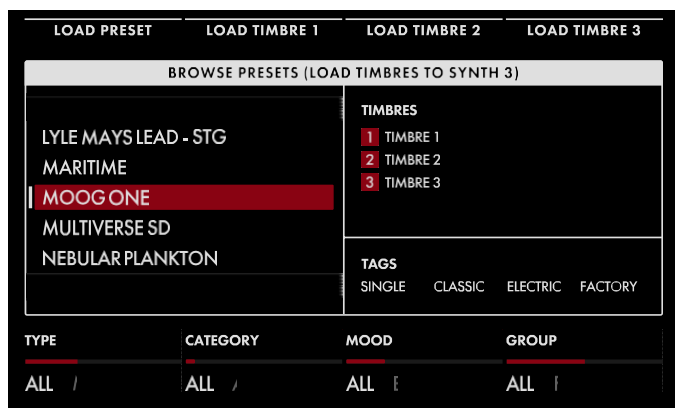 LOAD PRESET LOAD TIMBRE 1 LOAD TIMBRE 2 LOAD TIMBRE 3
BROWSE PRESETS (LOAD TIMBRES TO SYNTH 3)
LYLE MAYS LEAD - STG
MARITIME
MOOG ONE
MULTIVERSE SD
NEBULAR PLANKTON
TIMBRES
1 TIMBRE 1
2 TIMBRE 2
3 TIMBRE 3
TAGS
SINGLE CLASSIC ELECTRIC FACTORY
TYPE CATEGORY MOOD GROUP
ALL ALL ALL ALL